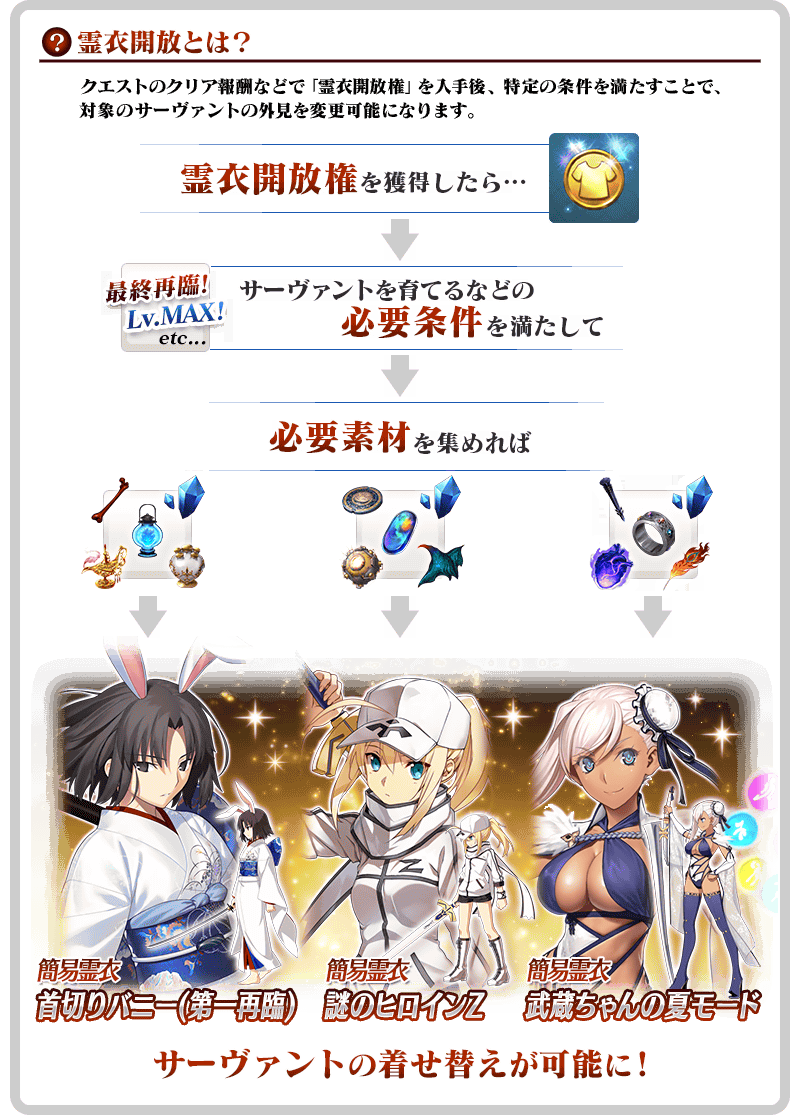 ? 霊衣開放とは？
クエストのクリア報酬などで「霊衣開放権」を入手後、特定の条件を満たすことで、
対象のサーヴァントの外見を変更可能になります。
霊衣開放権を獲得したら…
最終再臨！
Lv.MAX！
etc...
サーヴァントを育てるなどの
必要条件を満たして
必要素材を集めれば
Z
簡易霊衣
首切りバニー(第一再臨)
簡易霊衣
謎のヒロインZ
簡易霊衣
武蔵ちゃんの夏モード
サーヴァントの着せ替えが可能に！